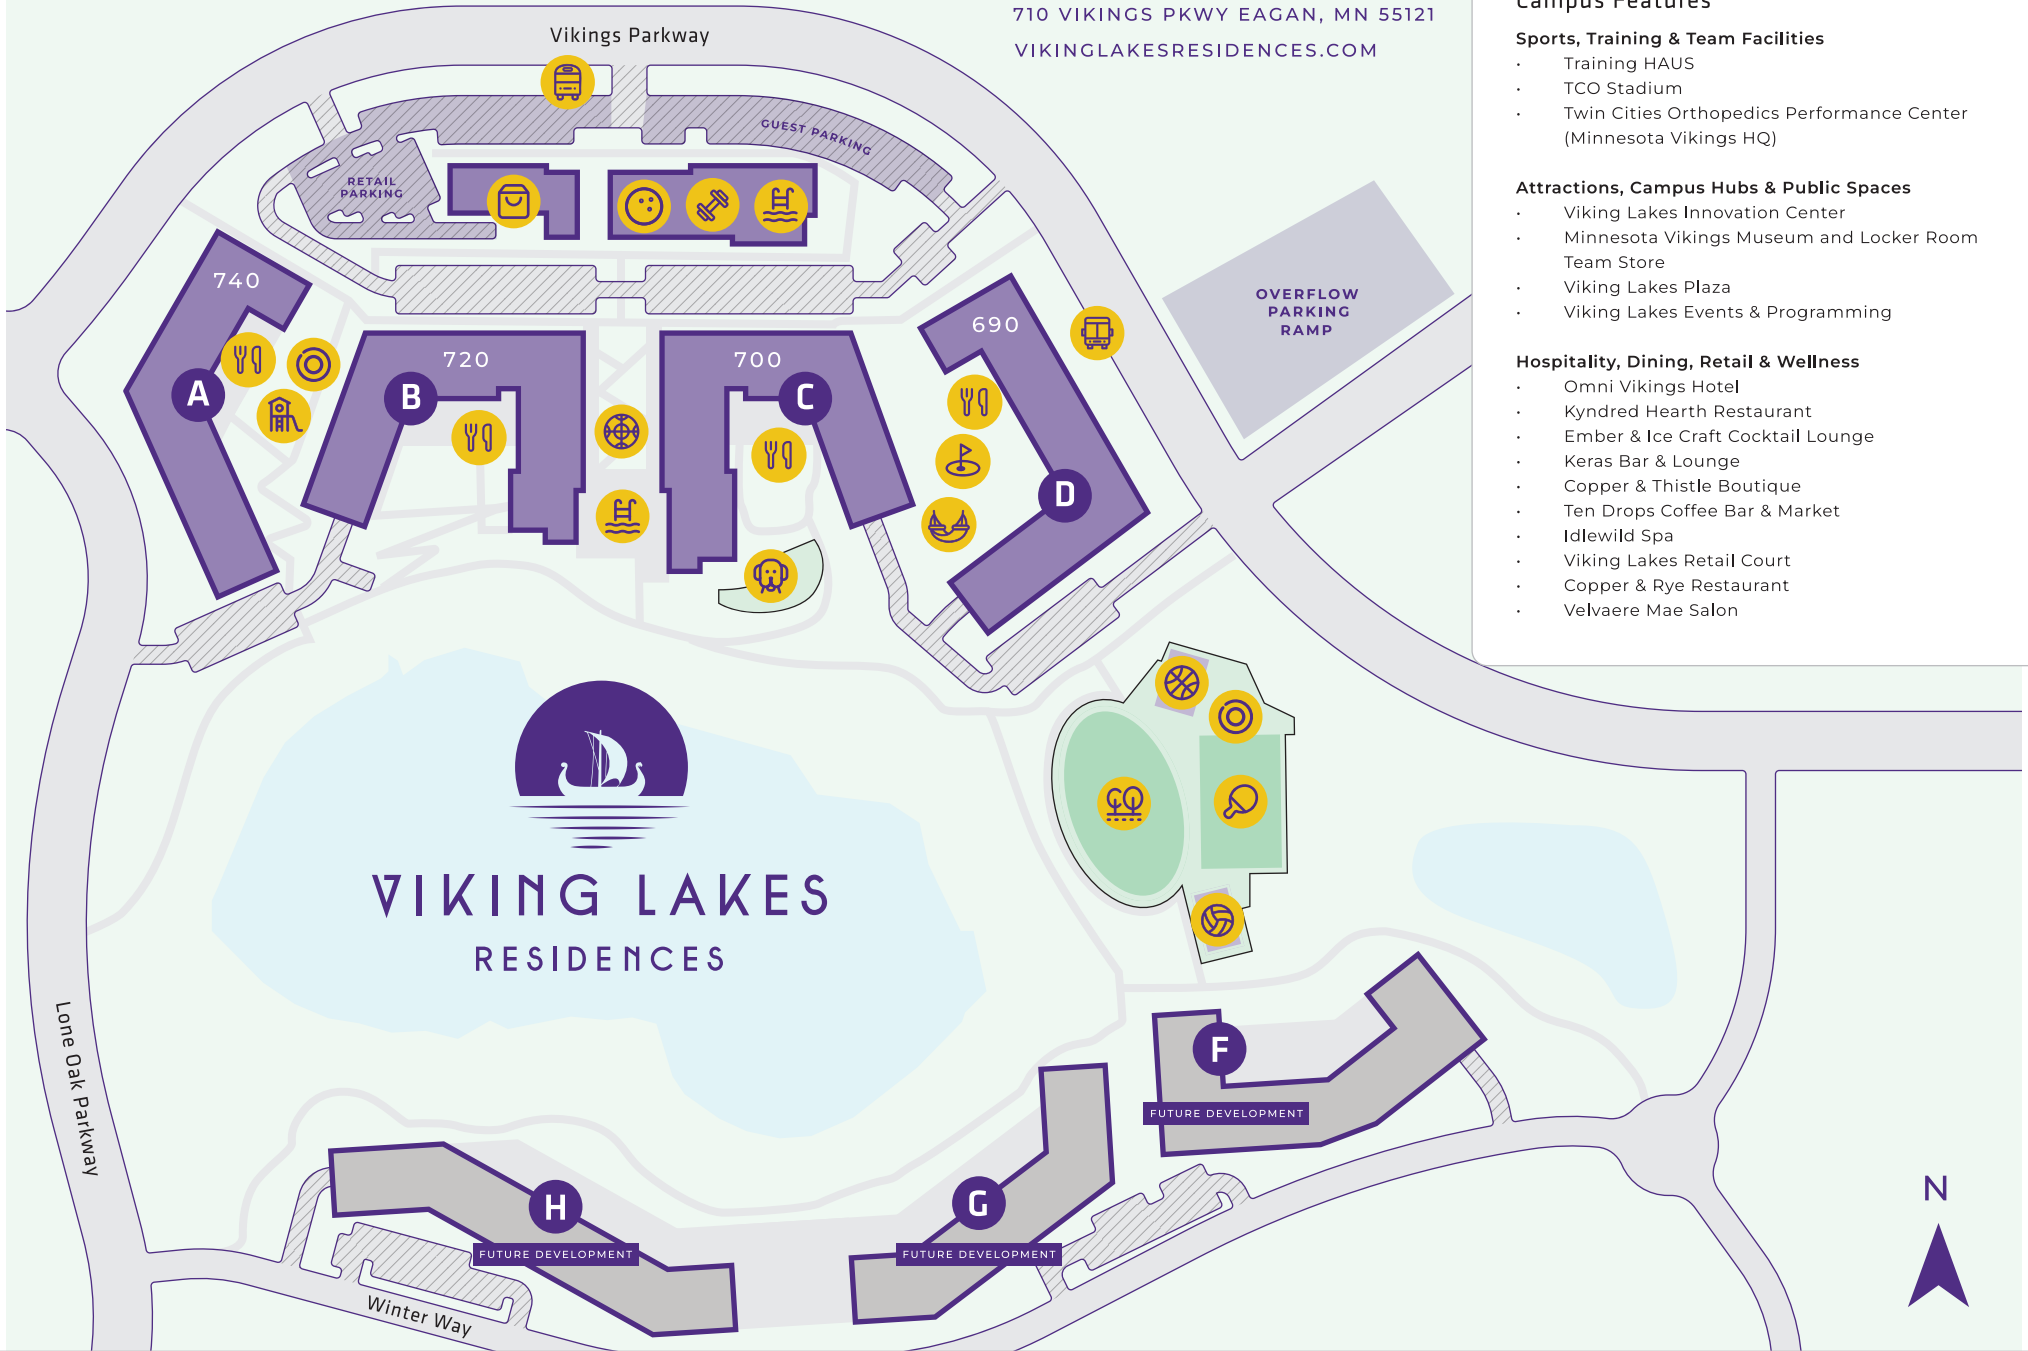 710 VIKINGS PKWY EAGAN, MN 55121
VIKINGLAKESRESIDENCES.COM
Campus Features
Sports, Training & Team Facilities
• Training HAUS
• TCO Stadium
• Twin Cities Orthopedics Performance Center
(Minnesota Vikings HQ)
Attractions, Campus Hubs & Public Spaces
• Viking Lakes Innovation Center
• Minnesota Vikings Museum and Locker Room
Team Store
• Viking Lakes Plaza
• Viking Lakes Events & Programming
Hospitality, Dining, Retail & Wellness
• Omni Vikings Hotel
• Kyndred Hearth Restaurant
• Ember & Ice Craft Cocktail Lounge
• Keras Bar & Lounge
• Copper & Thistle Boutique
• Ten Drops Coffee Bar & Market
• Idlewild Spa
• Viking Lakes Retail Court
• Copper & Rye Restaurant
• Velvaere Mae Salon
Vikings Parkway
GUEST PARKING
RETAIL
PARKING
740
720
700
690
A
B
C
D
OVERFLOW
PARKING
RAMP
VIKING LAKES
RESIDENCES
Lone Oak Parkway
F
FUTURE DEVELOPMENT
G
FUTURE DEVELOPMENT
H
FUTURE DEVELOPMENT
Winter Way
N